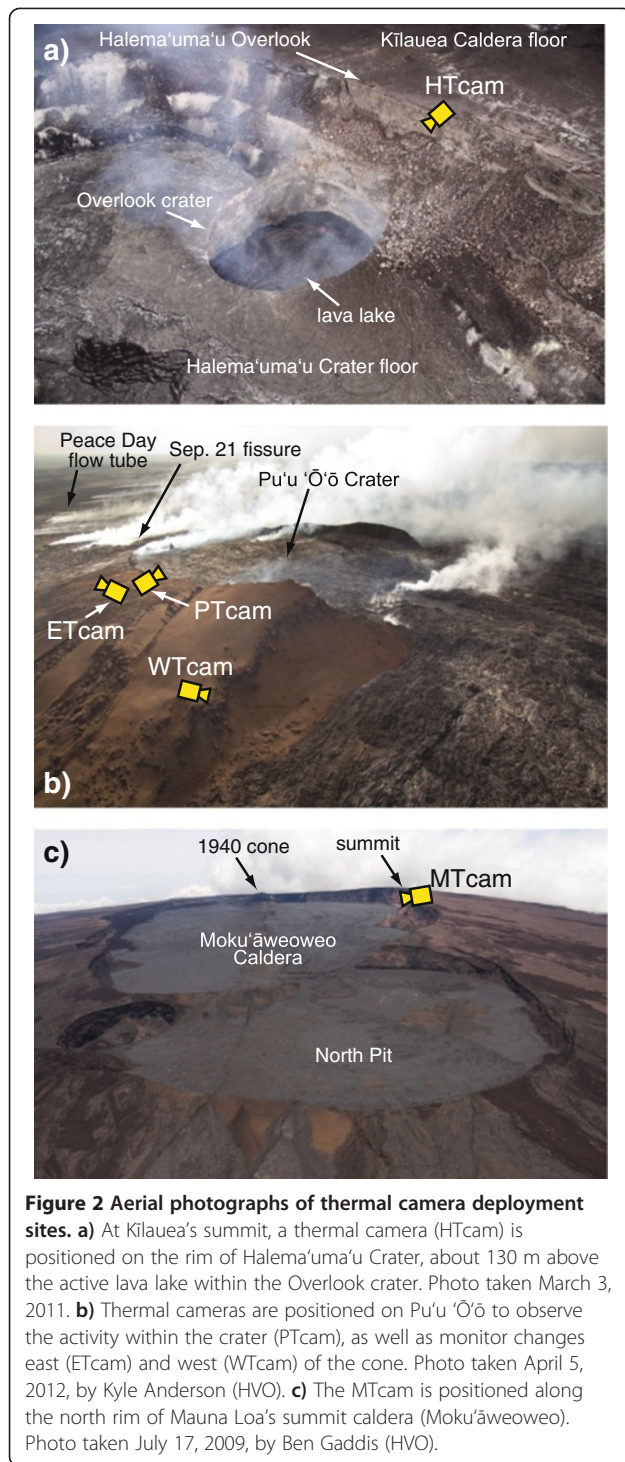 a)
Halema‘uma‘u Overlook
Kīlauea Caldera floor
HTcam
Overlook crater
lava lake
Halema‘uma‘u Crater floor
Peace Day
flow tube
Sep. 21 fissure
Pu‘u ‘Ō‘ō Crater
ETcam
PTcam
WTcam
b)
c)
1940 cone
summit
MTcam
Moku‘āweoweo
Caldera
North Pit
Figure 2 Aerial photographs of thermal camera deployment
sites. a) At Kīlauea’s summit, a thermal camera (HTcam) is
positioned on the rim of Halema‘uma‘u Crater, about 130 m above
the active lava lake within the Overlook crater. Photo taken March 3,
2011. b) Thermal cameras are positioned on Pu‘u ‘Ō‘ō to observe
the activity within the crater (PTcam), as well as monitor changes
east (ETcam) and west (WTcam) of the cone. Photo taken April 5,
2012, by Kyle Anderson (HVO). c) The MTcam is positioned along
the north rim of Mauna Loa’s summit caldera (Moku‘āweoweo).
Photo taken July 17, 2009, by Ben Gaddis (HVO).